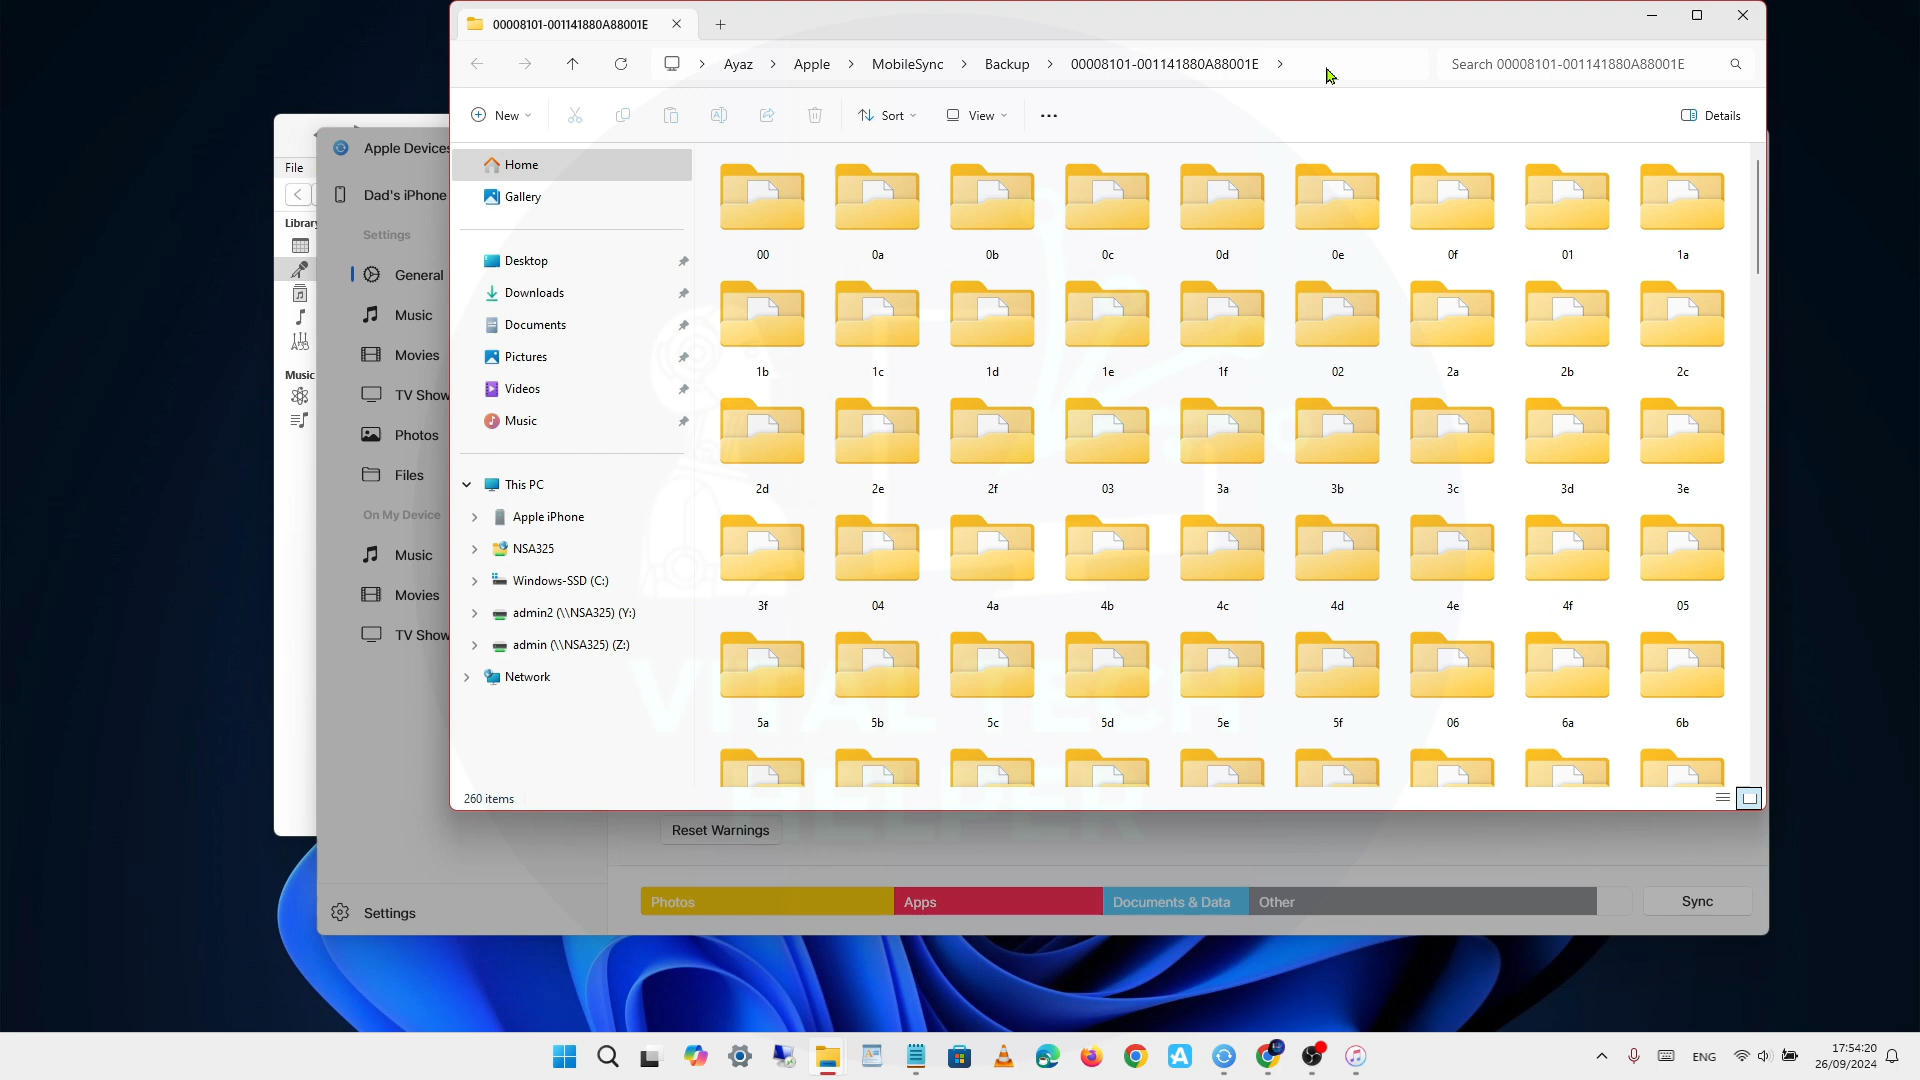 00008101-001141880A88001E
Ayaz
Apple
MobileSync
Backup
00008101-001141880A88001E
Search 00008101-001141880A88001E
New
Sort
View
Details
File
Library
Music
Apple Devices
Dad's iPhone
Settings
General
Music
Movies
TV Show
Photos
Files
On My Device
Music
Movies
TV Show
Settings
Home
Gallery
Desktop
Downloads
Documents
Pictures
Videos
Music
This PC
Apple iPhone
NSA325
Windows-SSD (C:)
admin2 (\\NSA325) (Y:)
admin (\\NSA325) (Z:)
Network
00 0a 0b 0c 0d 0e 0f 01 1a
1b 1c 1d 1e 1f 02 2a 2b 2c
2d 2e 2f 03 3a 3b 3c 3d 3e
3f 04 4a 4b 4c 4d 4e 4f 05
5a 5b 5c 5d 5e 5f 06 6a 6b
VITAL TECH
HELPER
260 items
Reset Warnings
Photos Apps Documents & Data Other
Sync
ENG
17:54:20
26/09/2024